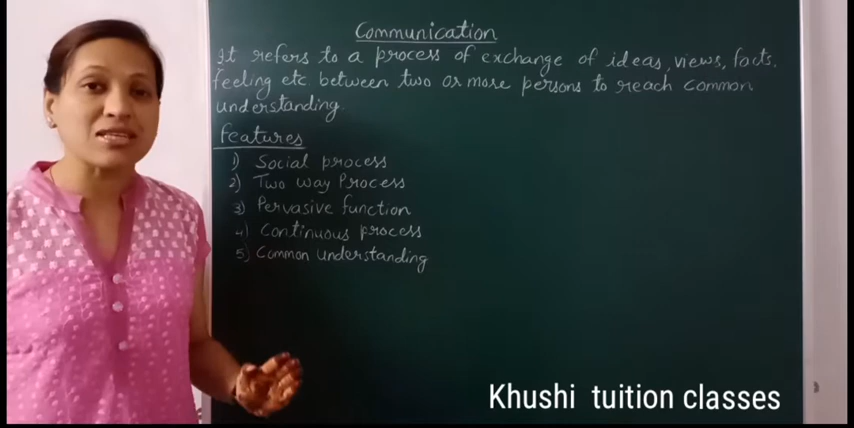 Communication
It refers to a process of exchange of ideas, views, facts,
feeling etc between two or more persons to reach common
understanding.
Features
1) Social process
2) Two way Process
3) Pervasive function
4) Continuous process
5) Common understanding
Khushi tuition classes